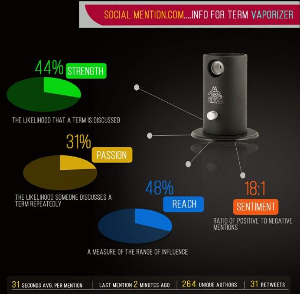 SOCIAL MENTION.COM....INFO FOR TERM VAPORIZER
44% STRENGTH
THE LIKELIHOOD THAT A TERM IS DISCUSSED
31% PASSION
THE LIKELIHOOD SOMEONE DISCUSSES A
TERM REPEATEDLY
48% REACH
A MEASURE OF THE RANGE OF INFLUENCE
18:1
SENTIMENT
RATIO OF POSITIVE TO NEGATIVE
MENTIONS
31 SECONDS AVG. PER MENTION | LAST MENTION 2 MINUTES AGO | 264 UNIQUE AUTHORS | 31 RETWEETS